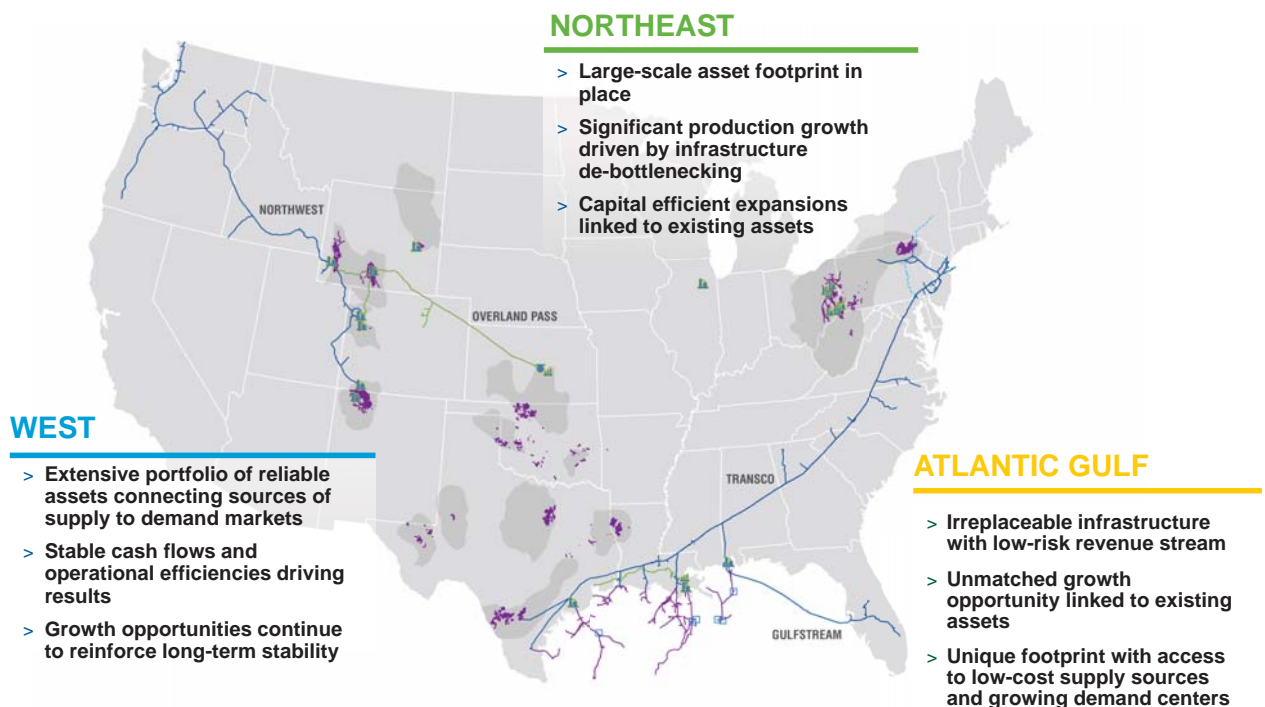 NORTHEAST
> Large-scale asset footprint in
place
> Significant production growth
driven by infrastructure
de-bottlenecking
> Capital efficient expansions
linked to existing assets
NORTHWEST
OVERLAND PASS
WEST
> Extensive portfolio of reliable
assets connecting sources of
supply to demand markets
> Stable cash flows and
operational efficiencies driving
results
> Growth opportunities continue
to reinforce long-term stability
TRANSCO
GULFSTREAM
ATLANTIC GULF
> Irreplaceable infrastructure
with low-risk revenue stream
> Unmatched growth
opportunity linked to existing
assets
> Unique footprint with access
to low-cost supply sources
and growing demand centers